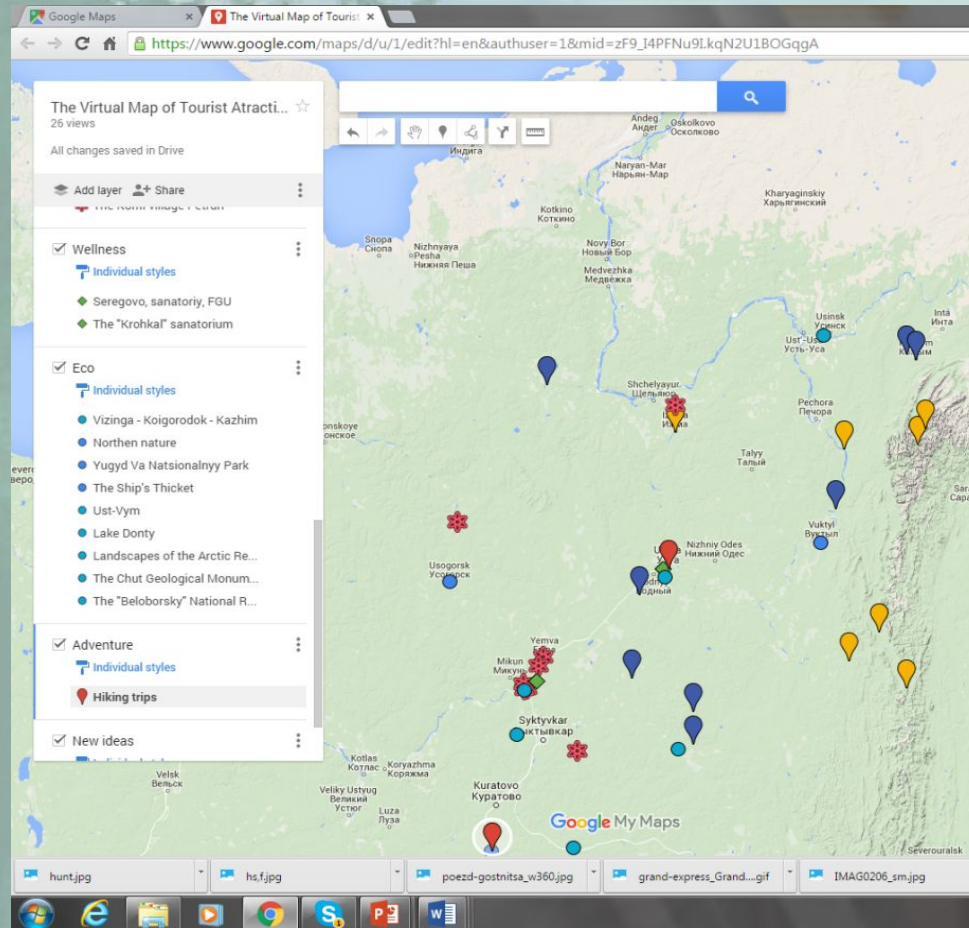 Google Maps
The Virtual Map of Tourist
https://www.google.com/maps/d/u/1/edit?hl=en&authuser=1&mid=zF9_I4PFNu9I.kqN2U1BOGqgA
The Virtual Map of Tourist Atracti...
26 views
All changes saved in Drive
Add layer
Share
The Komi village Petrun
Wellness
Individual styles
Seregovo, sanatoriy, FGU
The "Krohkal" sanatorium
Eco
Individual styles
Vizinga - Koigorodok - Kazhim
Northen nature
Yugyd Va Natsionalnyy Park
The Ship's Thicket
Ust-Vym
Lake Donty
Landscapes of the Arctic Re...
The Chut Geological Monum...
The "Beloborsky" National R...
Adventure
Individual styles
Hiking trips
New ideas
Andeg
Андег
Oskolkovo
Осколково
Индига
Naryan-Mar
Нарьян-Мар
Kharyaginskiy
Харьягинский
Kotkino
Коткино
Snopa
Снопа
Nizhnyaya
Pesha
Нижняя Пеша
Novy Bor
Новый Бор
Medvezhka
Медвежка
Usinsk
Усинск
Ust'-Usa
Усть-Уса
Inta
Инта
Shchelyayur
Щельяюр
Ижма
Pechora
Печора
Talyy
Талый
Vuktyl
Вуктыл
Nizhniy Odes
Нижний Одес
Usogorsk
Усогорск
Yemva
Mikun
Микунь
Syktyvkar
Kotlas
Котлас
Koryazhma
Коряжма
Velsk
Вельск
Veliky Ustyug
Великий
Устюг
Luza
Луза
Kuratovo
Куратово
Google My Maps
Severouralsk
hunt.jpg
hs,f.jpg
poezd-gostnitsa_w360.jpg
grand-express_Grand....gif
IMAG0206_sm.jpg